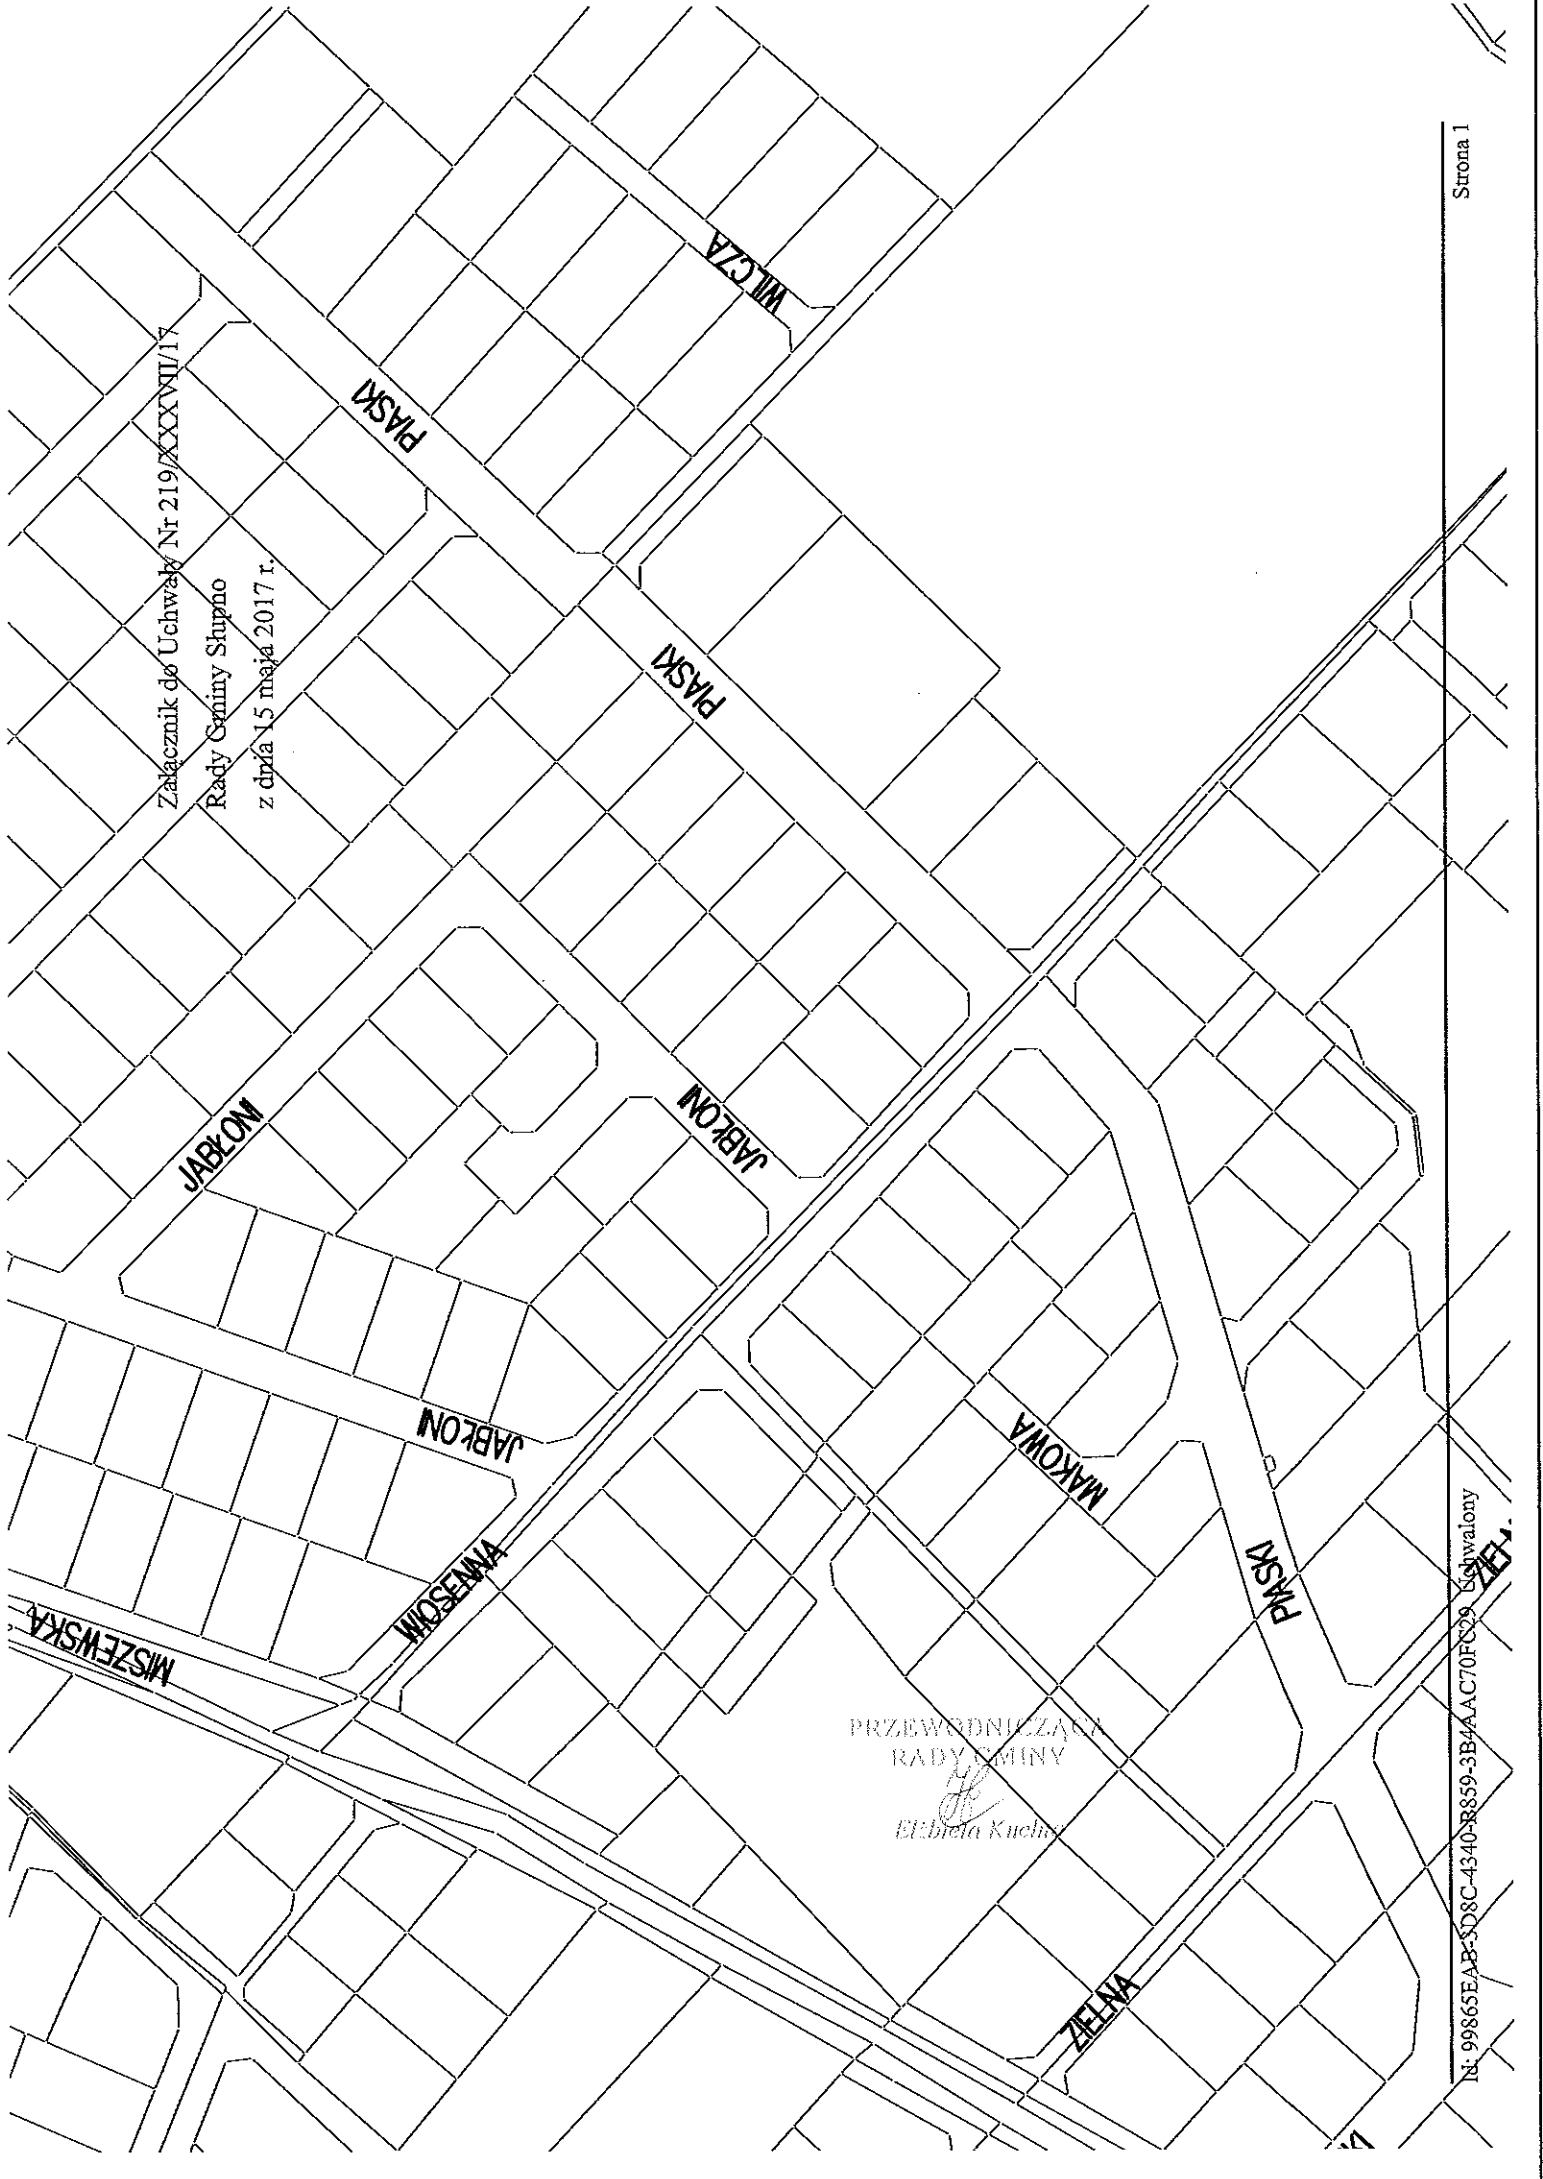 Załącznik do Uchwały Nr 219/XXXVII/17
Rady Gminy Słupno
z dnia 15 maja 2017 r.
MISZEWSKA
JABŁONI
JABŁONI
JABŁONI
WIOSENNA
PIASKI
PIASKI
WILCZA
MAKOWA
PIASKI
ZIELNA
PRZEWODNICZĄCA
RADY GMINY
Elżbieta Kuchta
Id: 99865EAB-3D8C-4340-B859-3B4AAC70FC29. Uchwalony
Strona 1